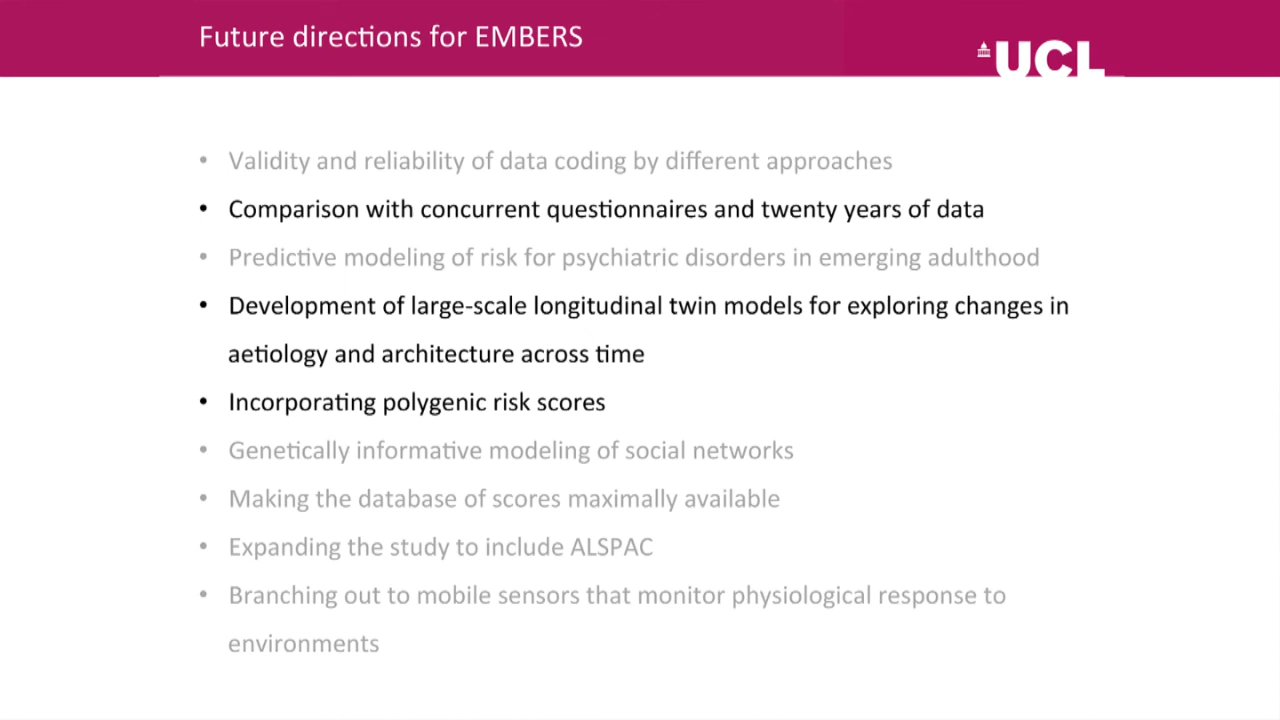 Future directions for EMBERS
UCL
• Validity and reliability of data coding by different approaches
• Comparison with concurrent questionnaires and twenty years of data
• Predictive modeling of risk for psychiatric disorders in emerging adulthood
• Development of large-scale longitudinal twin models for exploring changes in
aetiology and architecture across time
• Incorporating polygenic risk scores
• Genetically informative modeling of social networks
• Making the database of scores maximally available
• Expanding the study to include ALSPAC
• Branching out to mobile sensors that monitor physiological response to
environments